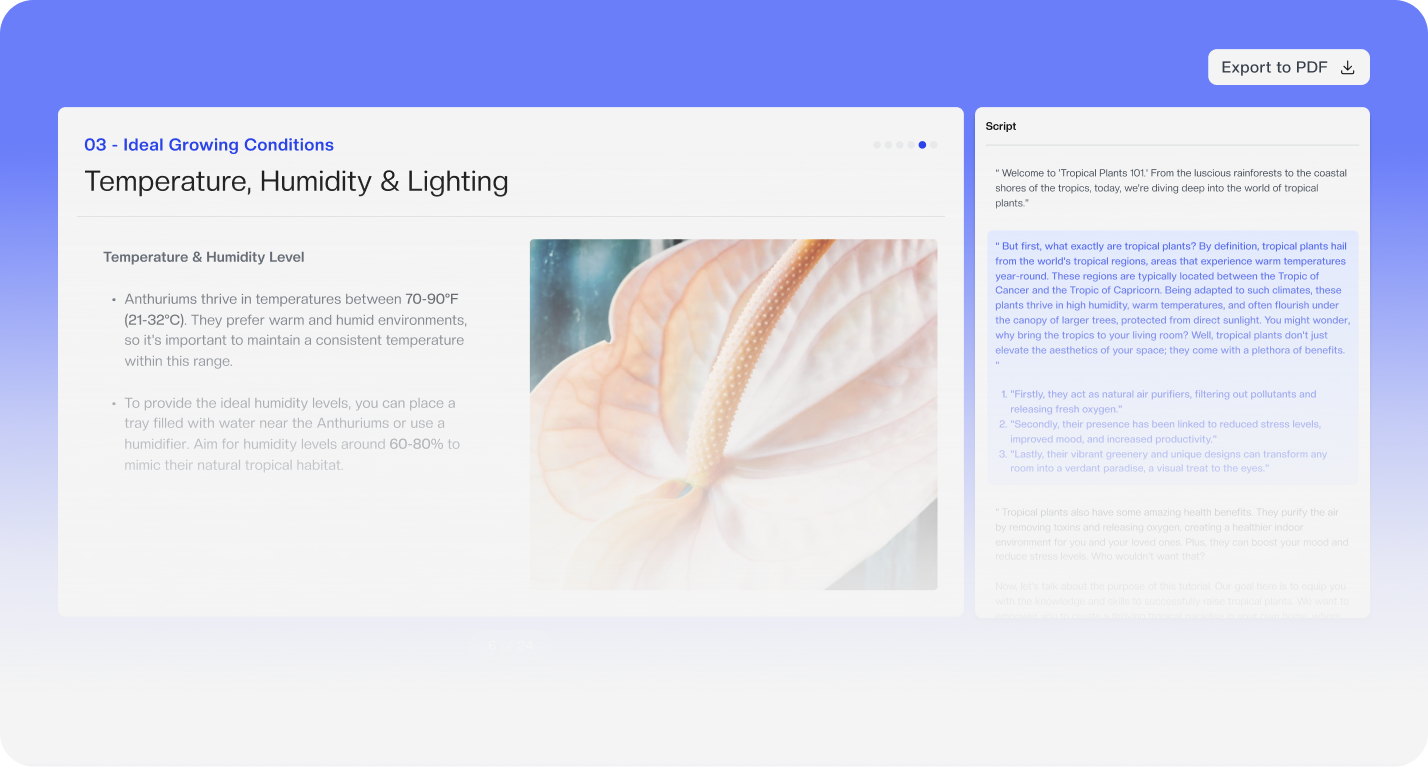 Export to PDF
03 - Ideal Growing Conditions
Temperature, Humidity & Lighting
Temperature & Humidity Level
• Anthuriums thrive in temperatures between 70-90°F
(21-32°C). They prefer warm and humid environments,
so it's important to maintain a consistent temperature
within this range.
• To provide the ideal humidity levels, you can place a
tray filled with water near the Anthuriums or use a
humidifier. Aim for humidity levels around 60-80% to
mimic their natural tropical habitat.
Script
" Welcome to 'Tropical Plants 101.' From the luscious rainforests to the coastal
shores of the tropics, today, we're diving deep into the world of tropical
plants."
" But first, what exactly are tropical plants? By definition, tropical plants hail
from the world's tropical regions, areas that experience warm temperatures
year-round. These regions are typically located between the Tropic of
Cancer and the Tropic of Capricorn. Being adapted to such climates, these
plants thrive in high humidity, warm temperatures, and often flourish under
the canopy of larger trees, protected from direct sunlight. You might wonder,
why bring the tropics to your living room? Well, tropical plants don't just
elevate the aesthetics of your space; they come with a plethora of benefits.
"
1. "Firstly, they act as natural air purifiers, filtering out pollutants and
releasing fresh oxygen."
2. "Secondly, their presence has been linked to reduced stress levels,
improved mood, and increased productivity."
3. "Lastly, their vibrant greenery and unique designs can transform any
room into a verdant paradise, a visual treat to the eyes."
" Tropical plants also have some amazing health benefits. They purify the air
by removing toxins and releasing oxygen, creating a healthier indoor
environment for you and your loved ones. Plus, they can boost your mood and
reduce stress levels. Who wouldn't want that?
Now, let's talk about the purpose of this tutorial. Our goal here is to equip you
with the knowledge and skills to successfully raise tropical plants. We want to